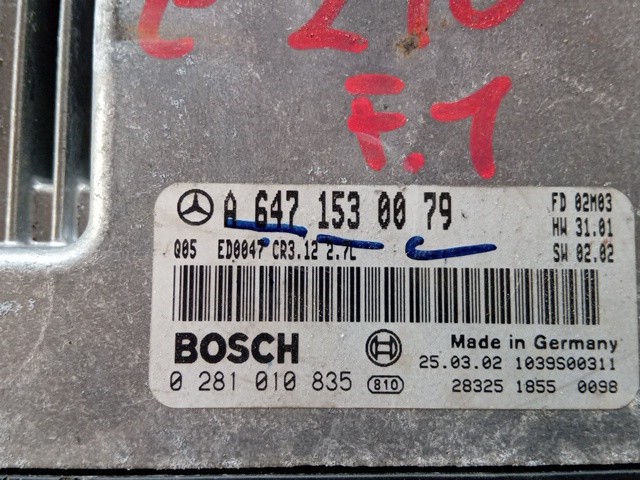 E 210
F.1
A 647 153 00 79
FD 02M03
HW 31.01
Q05 ED0047 CR3.12 2.7L
SW 02.02
BOSCH
Made in Germany
25.03.02 1039S00311
0 281 010 835 810
28325 1855 0098